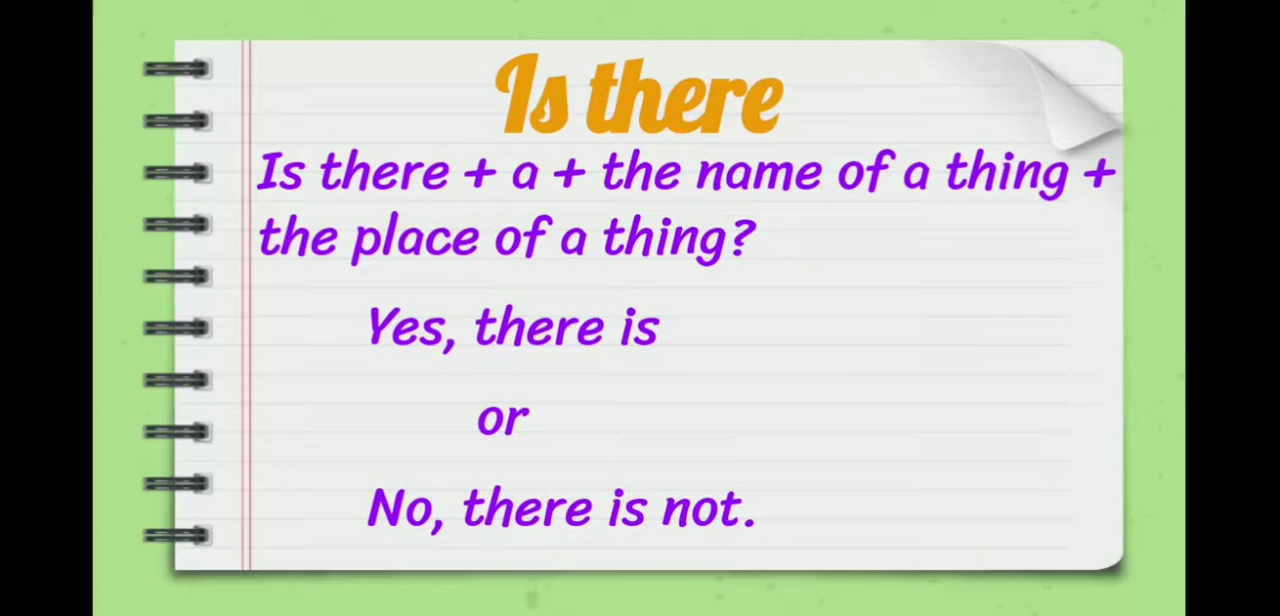 Is there
Is there + a + the name of a thing +
the place of a thing?
Yes, there is
or
No, there is not.